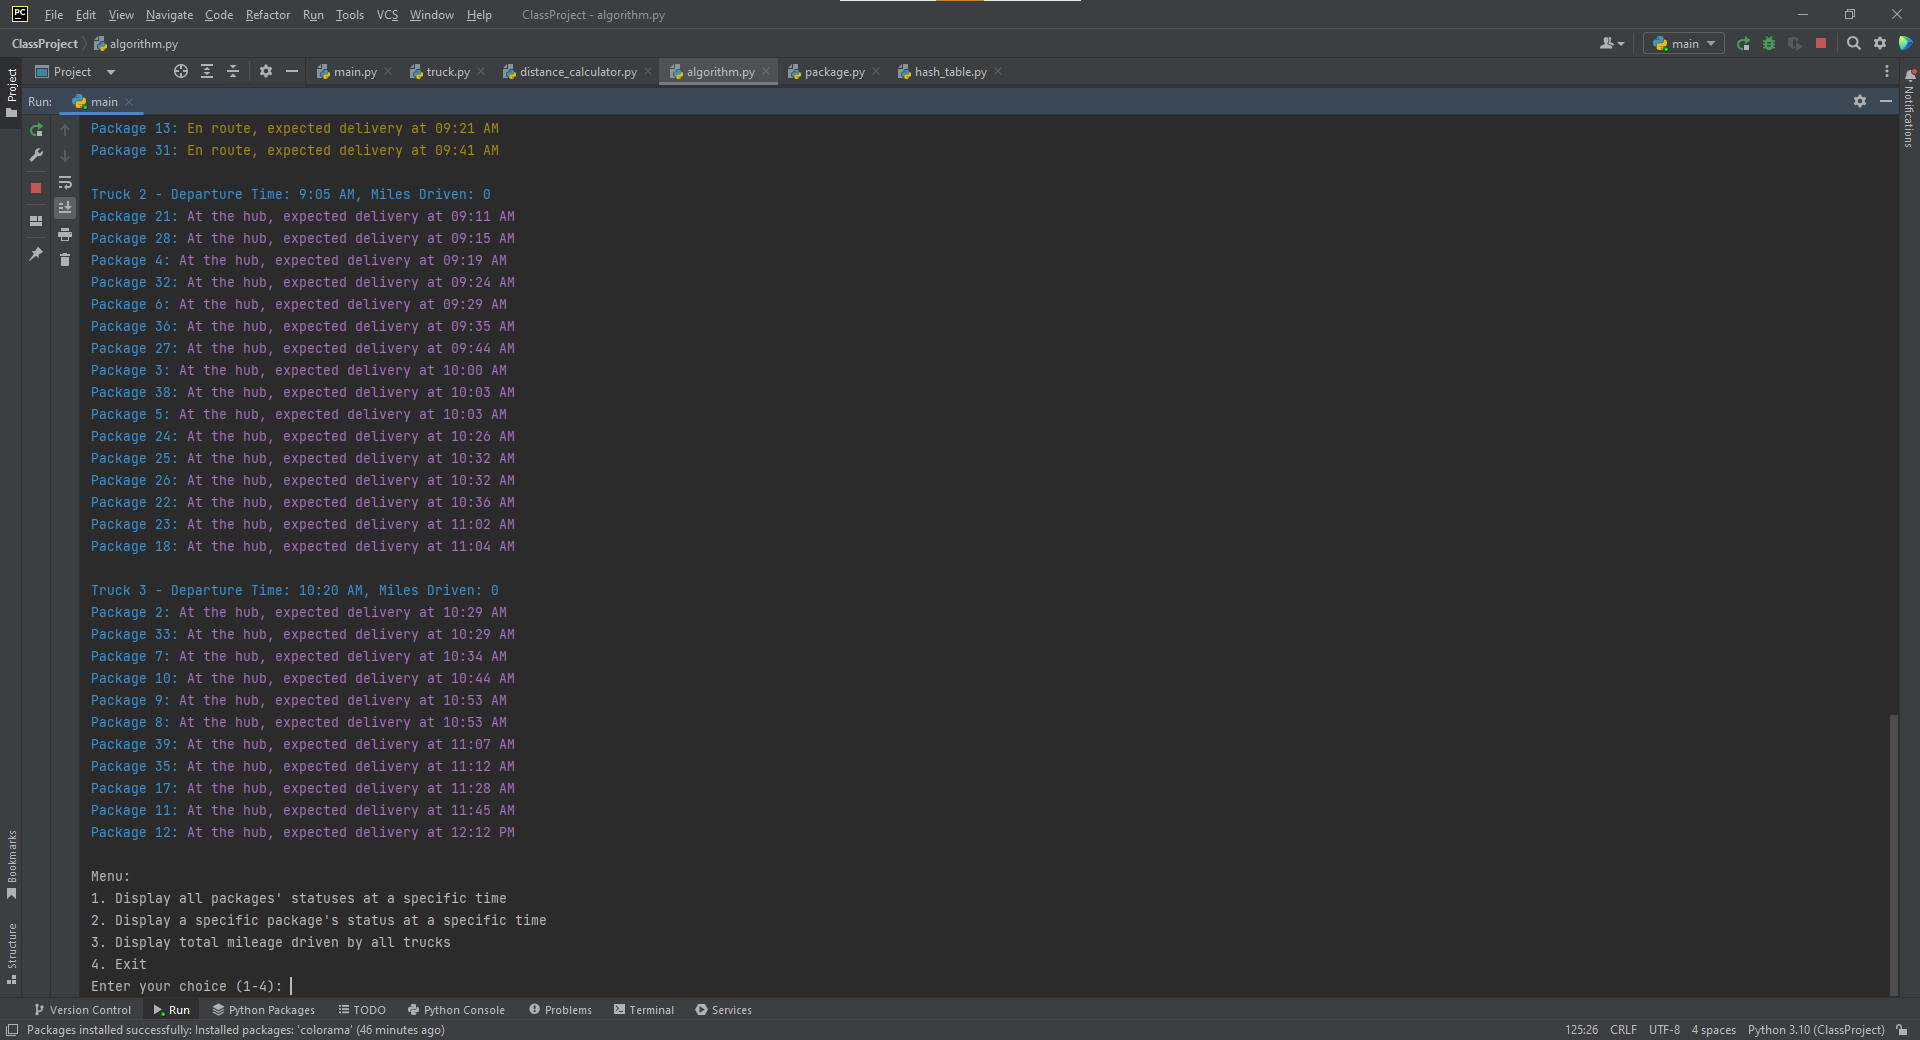 PC File Edit View Navigate Code Refactor Run Tools VCS Window Help ClassProject - algorithm.py
ClassProject algorithm.py main
Project main.py truck.py distance_calculator.py algorithm.py package.py hash_table.py
Project
Notifications
Run: main
Package 13: En route, expected delivery at 09:21 AM
Package 31: En route, expected delivery at 09:41 AM
Truck 2 - Departure Time: 9:05 AM, Miles Driven: 0
Package 21: At the hub, expected delivery at 09:11 AM
Package 28: At the hub, expected delivery at 09:15 AM
Package 4: At the hub, expected delivery at 09:19 AM
Package 32: At the hub, expected delivery at 09:24 AM
Package 6: At the hub, expected delivery at 09:29 AM
Package 36: At the hub, expected delivery at 09:35 AM
Package 27: At the hub, expected delivery at 09:44 AM
Package 3: At the hub, expected delivery at 10:00 AM
Package 38: At the hub, expected delivery at 10:03 AM
Package 5: At the hub, expected delivery at 10:03 AM
Package 24: At the hub, expected delivery at 10:26 AM
Package 25: At the hub, expected delivery at 10:32 AM
Package 26: At the hub, expected delivery at 10:32 AM
Package 22: At the hub, expected delivery at 10:36 AM
Package 23: At the hub, expected delivery at 11:02 AM
Package 18: At the hub, expected delivery at 11:04 AM
Truck 3 - Departure Time: 10:20 AM, Miles Driven: 0
Package 2: At the hub, expected delivery at 10:29 AM
Package 33: At the hub, expected delivery at 10:29 AM
Package 7: At the hub, expected delivery at 10:34 AM
Package 10: At the hub, expected delivery at 10:44 AM
Package 9: At the hub, expected delivery at 10:53 AM
Package 8: At the hub, expected delivery at 10:53 AM
Package 39: At the hub, expected delivery at 11:07 AM
Package 35: At the hub, expected delivery at 11:12 AM
Package 17: At the hub, expected delivery at 11:28 AM
Package 11: At the hub, expected delivery at 11:45 AM
Package 12: At the hub, expected delivery at 12:12 PM
Menu:
1. Display all packages' statuses at a specific time
2. Display a specific package's status at a specific time
3. Display total mileage driven by all trucks
4. Exit
Enter your choice (1-4):
Bookmarks
Structure
Version Control Run Python Packages TODO Python Console Problems Terminal Services
Packages installed successfully: Installed packages: 'colorama' (46 minutes ago) 125:26 CRLF UTF-8 4 spaces Python 3.10 (ClassProject)